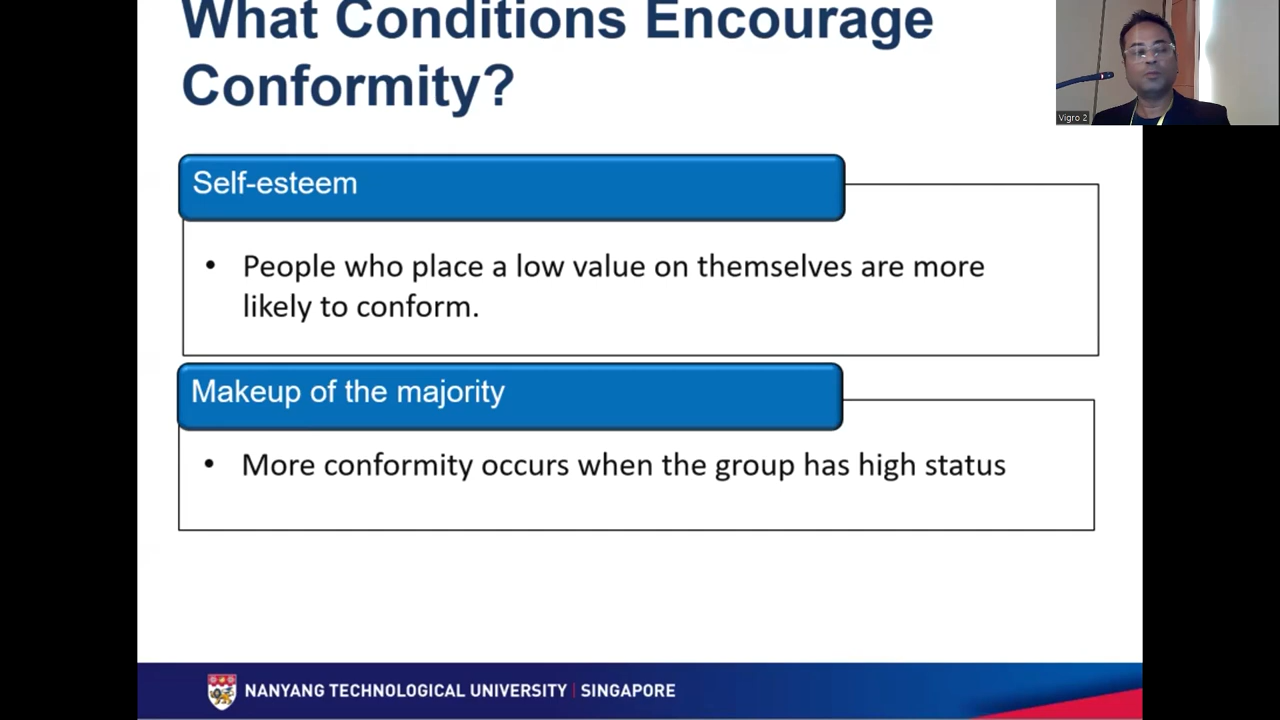 What Conditions Encourage
Conformity?
Vigro 2
Self-esteem
• People who place a low value on themselves are more
likely to conform.
Makeup of the majority
• More conformity occurs when the group has high status
NANYANG TECHNOLOGICAL UNIVERSITY | SINGAPORE